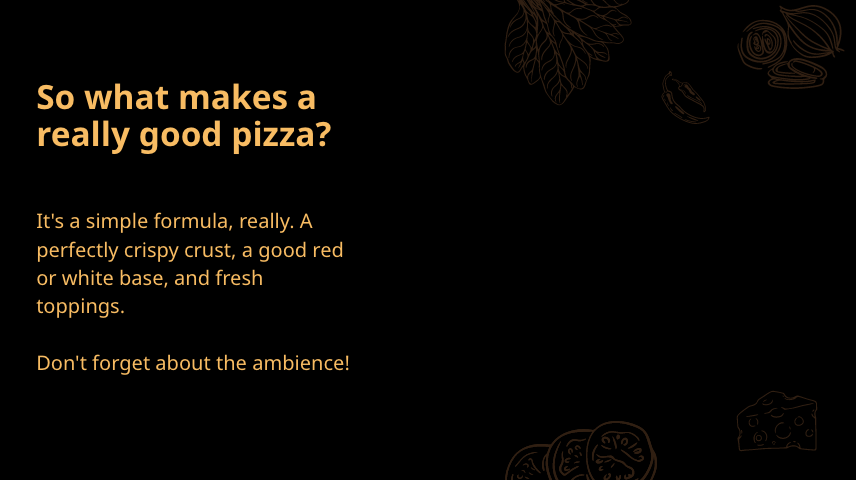 So what makes a
really good pizza?
It's a simple formula, really. A
perfectly crispy crust, a good red
or white base, and fresh
toppings.
Don't forget about the ambience!